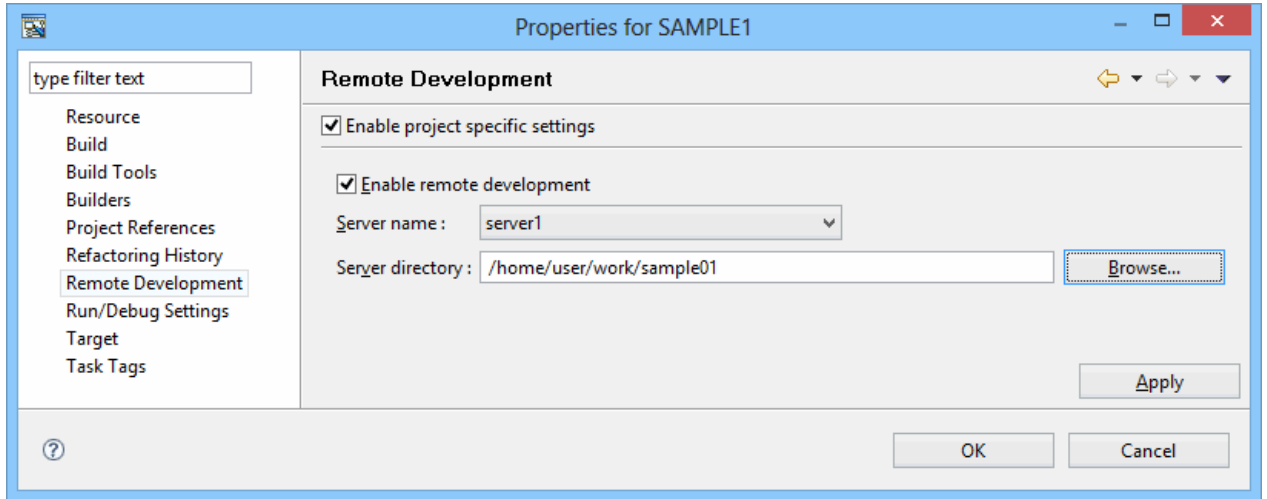 Properties for SAMPLE1
type filter text
Resource
Build
Build Tools
Builders
Project References
Refactoring History
Remote Development
Run/Debug Settings
Target
Task Tags
Remote Development
Enable project specific settings
Enable remote development
Server name : server1
Server directory : /home/user/work/sample01 Browse...
Apply
OK Cancel